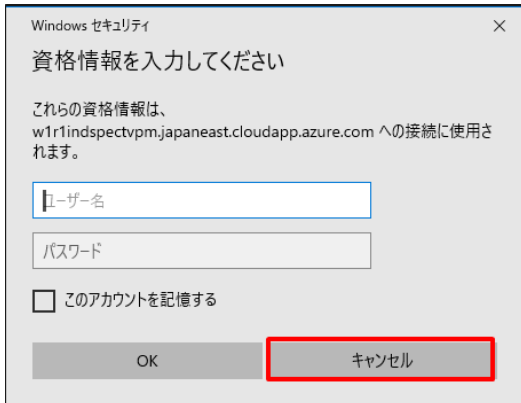 Windows セキュリティ
資格情報を入力してください
これらの資格情報は、
w1r1indspectvpm.japaneast.cloudapp.azure.com への接続に使用さ
れます。
ユーザー名
パスワード
このアカウントを記憶する
OK
キャンセル